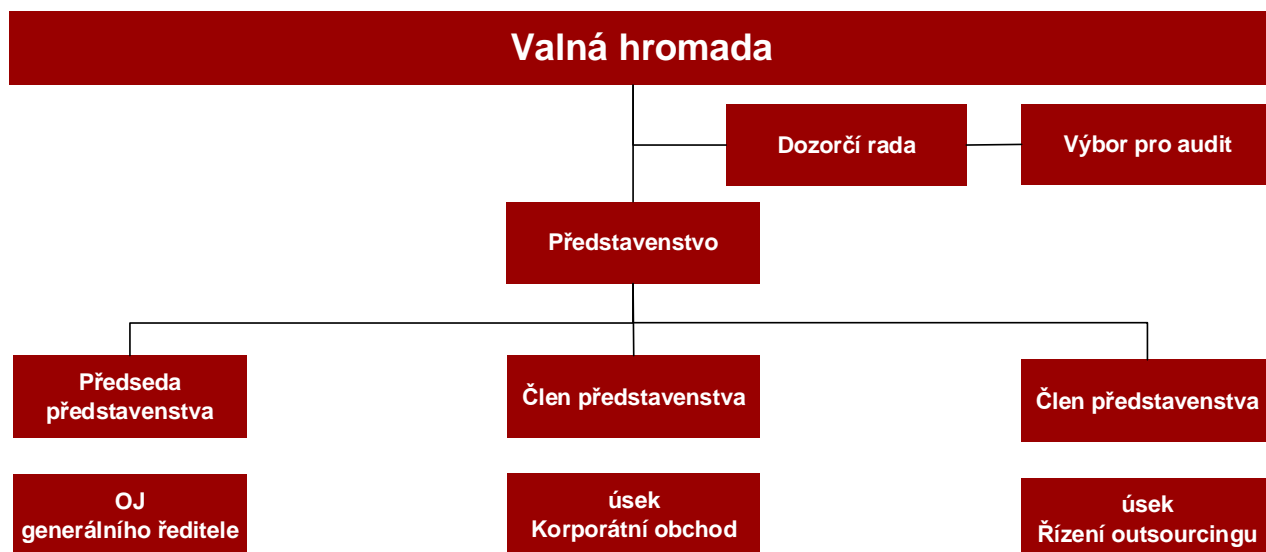 Valná hromada
Dozorčí rada
Výbor pro audit
Představenstvo
Předseda
představenstva
Člen představenstva
Člen představenstva
OJ
generálního ředitele
úsek
Korporátní obchod
úsek
Řízení outsourcingu